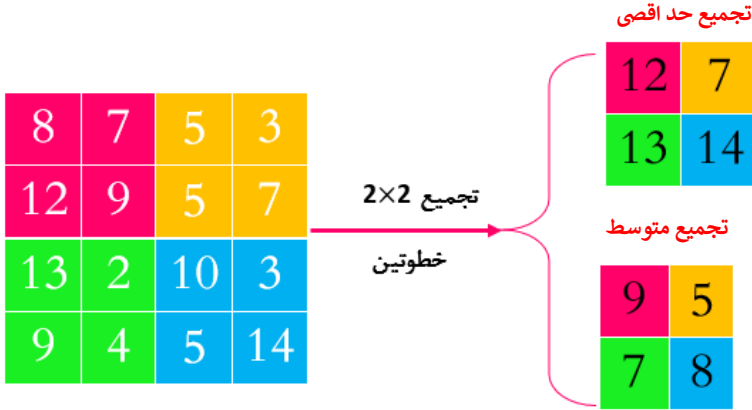 تجميع حد اقصى
12 7
13 14
8 7 5 3
12 9 5 7
13 2 10 3
9 4 5 14
تجميع 2×2
خطوتين
تجميع متوسط
9 5
7 8